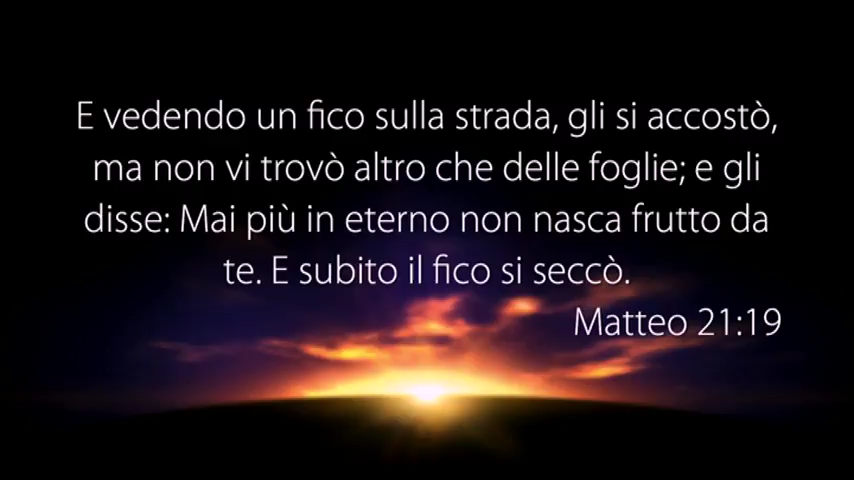 E vedendo un fico sulla strada, gli si accostò,
ma non vi trovò altro che delle foglie; e gli
disse: Mai più in eterno non nasca frutto da
te. E subito il fico si seccò.
Matteo 21:19